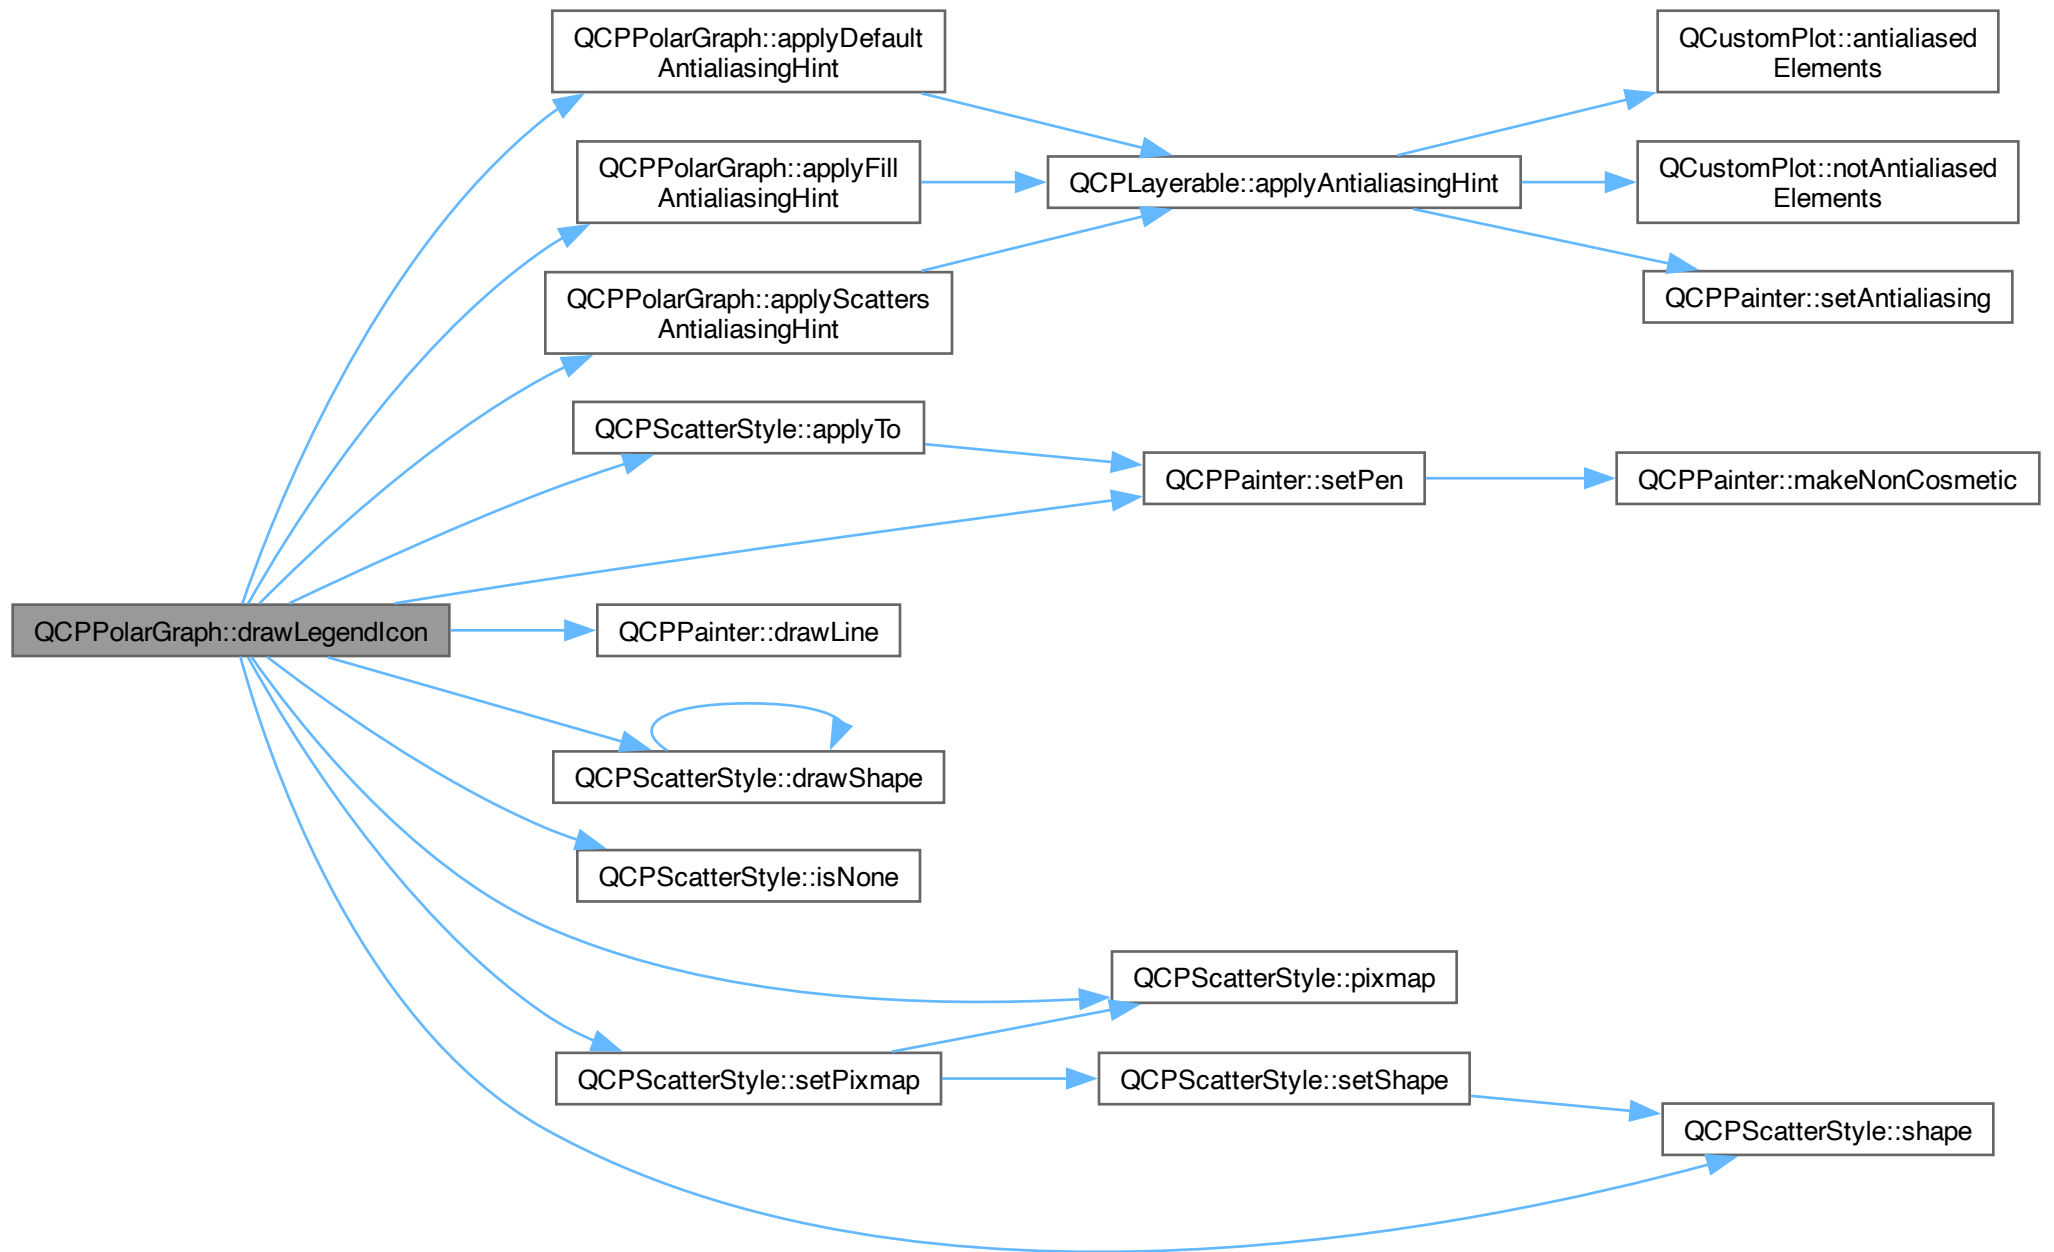 QCPPolarGraph::applyDefault
AntialiasingHint
QCustomPlot::antialiased
Elements
QCPPolarGraph::applyFill
AntialiasingHint
QCPLayerable::applyAntialiasingHint
QCustomPlot::notAntialiased
Elements
QCPPolarGraph::applyScatters
AntialiasingHint
QCPPainter::setAntialiasing
QCPScatterStyle::applyTo
QCPPainter::setPen
QCPPainter::makeNonCosmetic
QCPPolarGraph::drawLegendIcon
QCPPainter::drawLine
QCPScatterStyle::drawShape
QCPScatterStyle::isNone
QCPScatterStyle::pixmap
QCPScatterStyle::setPixmap
QCPScatterStyle::setShape
QCPScatterStyle::shape